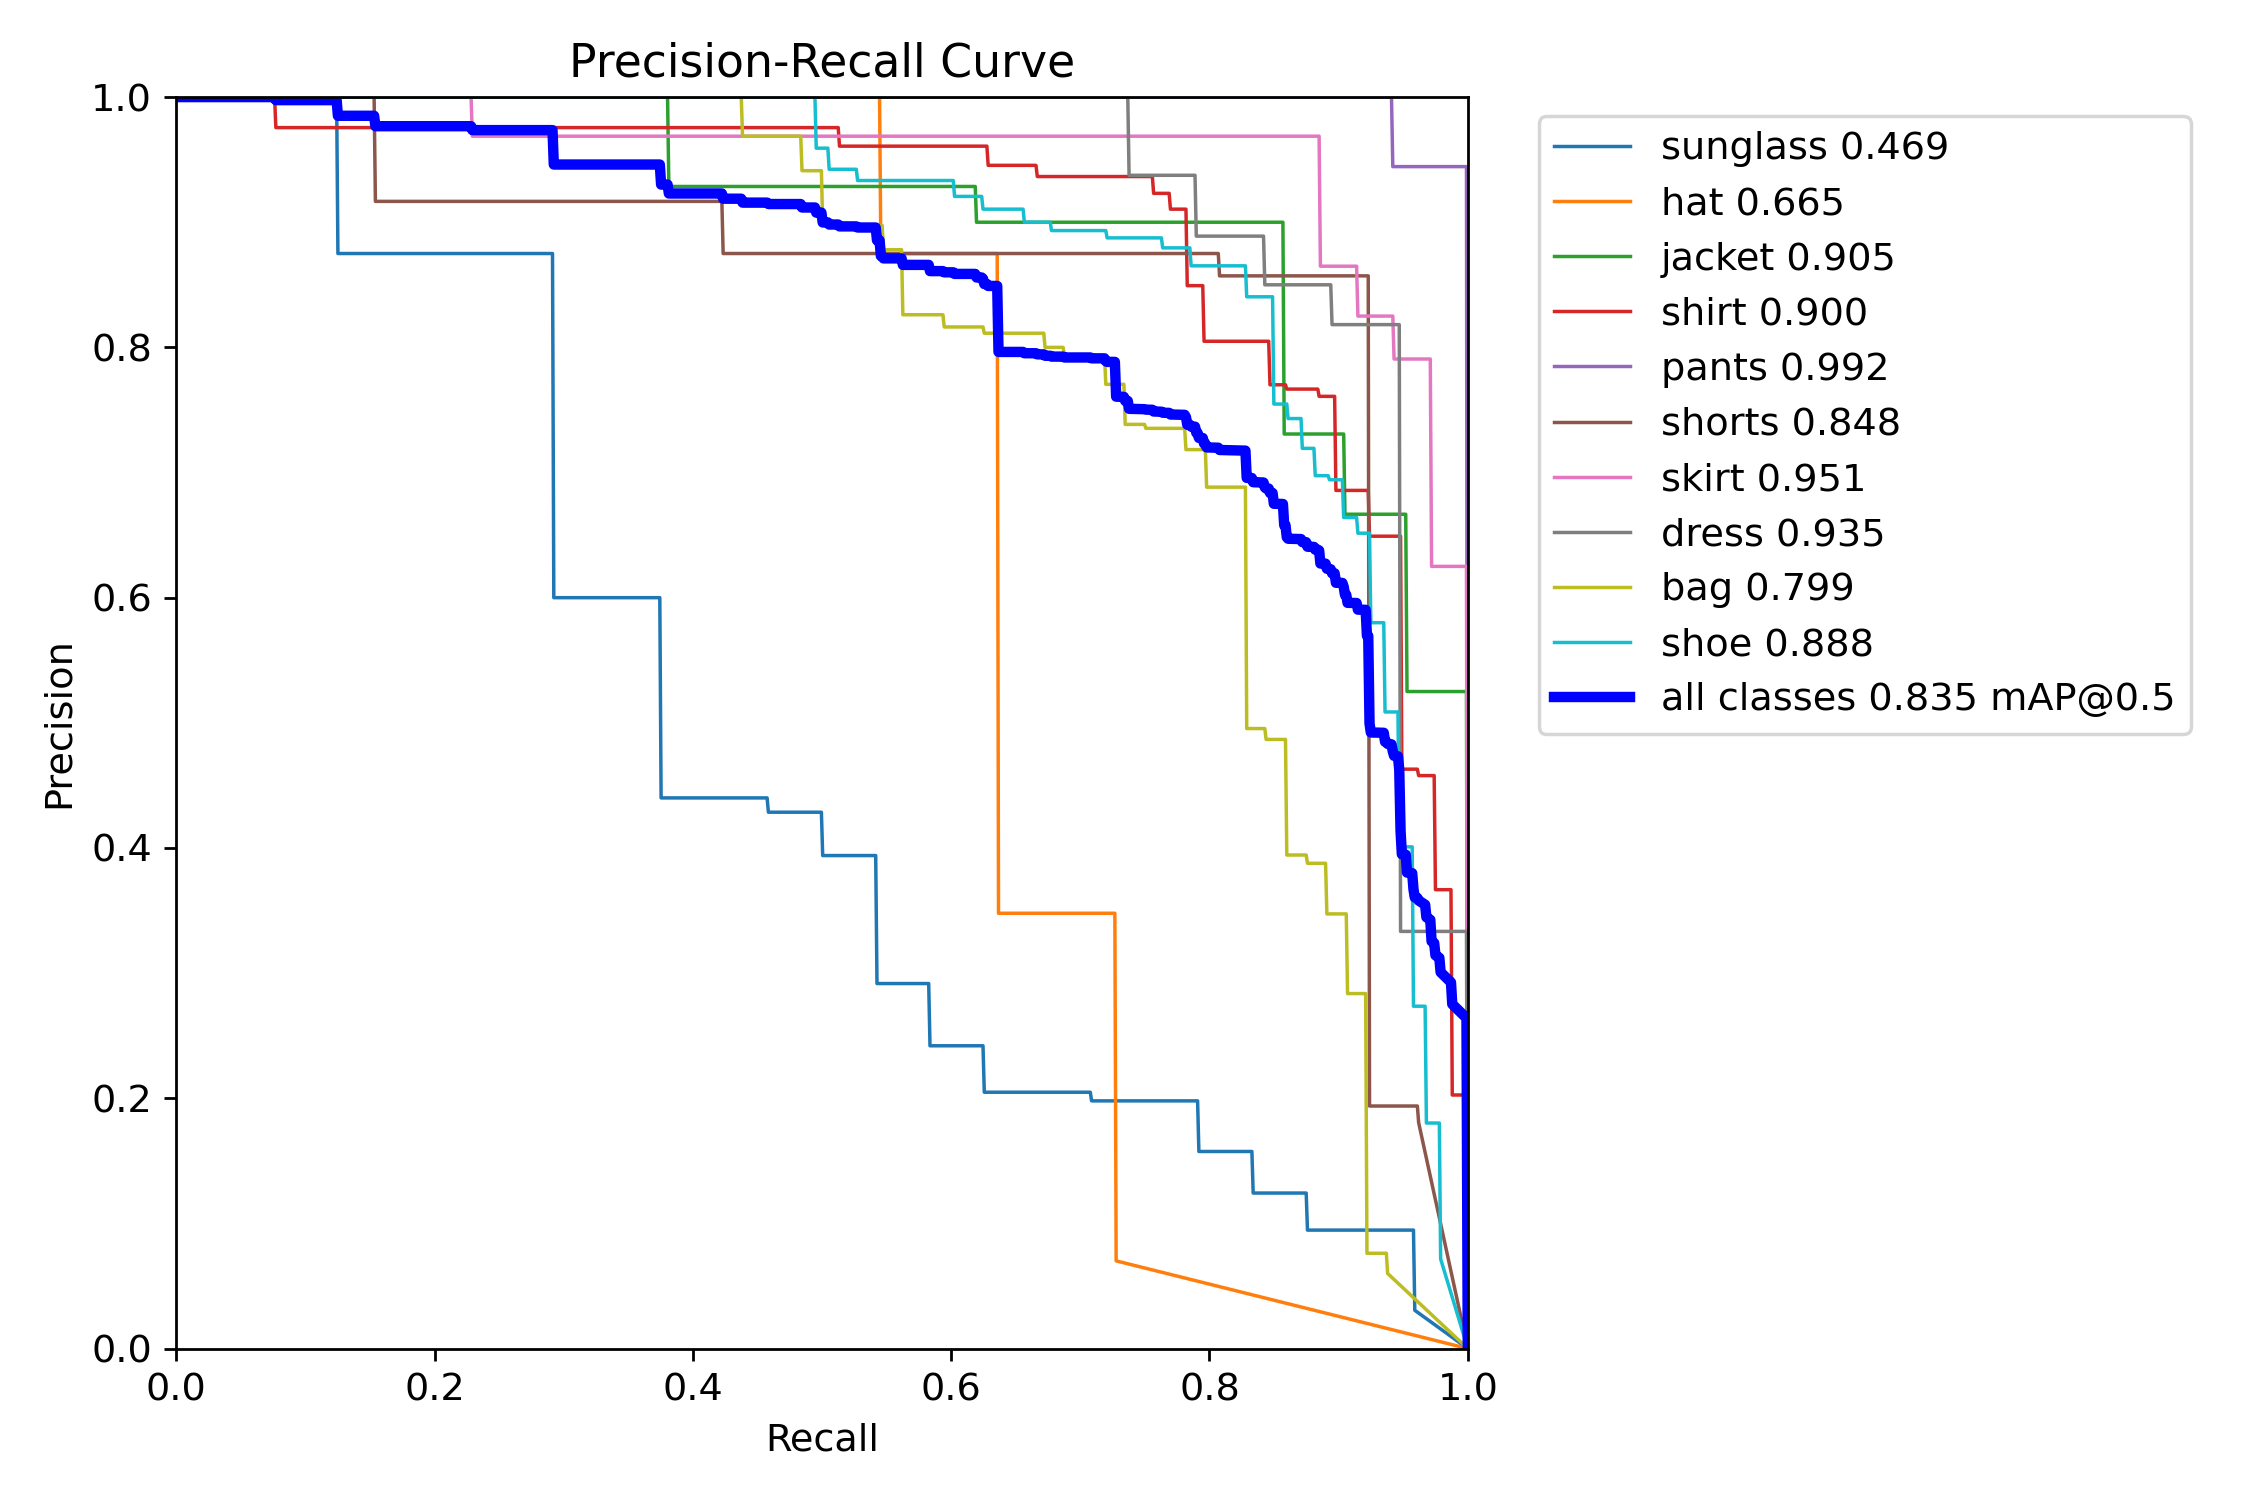 Precision-Recall Curve
1.0
0.8
0.6
0.4
0.2
0.0
Precision
0.0 0.2 0.4 0.6 0.8 1.0
Recall
sunglass 0.469
hat 0.665
jacket 0.905
shirt 0.900
pants 0.992
shorts 0.848
skirt 0.951
dress 0.935
bag 0.799
shoe 0.888
all classes 0.835 mAP@0.5